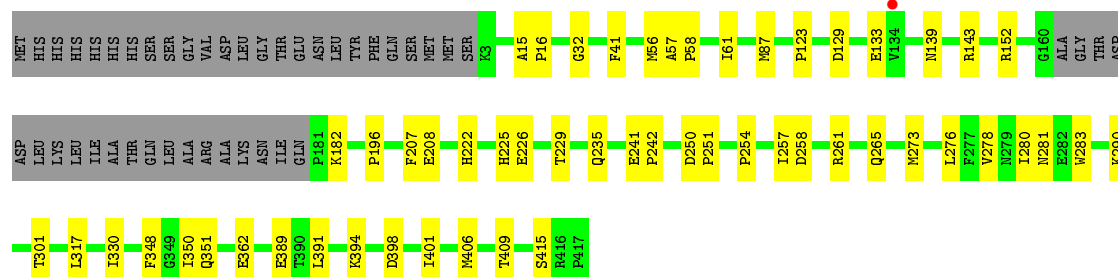 MET HIS HIS HIS HIS HIS HIS SER SER GLY VAL ASP LEU GLY THR GLU ASN LEU TYR PHE GLN SER MET MET SER K3 A15 P16 G32 F41 M56 A57 P58 I61 M87 P123 D129 E133 V134 N139 R143 R152 G160 ALA GLY THR ASP
ASP LEU LYS LEU ILE ALA THR GLN LEU ALA ARG ALA LYS ASN ILE GLN P181 K182 P196 F207 E208 H222 H225 E226 T229 Q235 E241 P242 D250 P251 P254 I257 D258 R261 Q265 M273 L276 F277 V278 N279 I280 N281 E282 W283
T301 L317 I330 F348 G349 I350 Q351 E362 E389 T390 L391 K394 D398 I401 M406 T409 S415 R416 P417